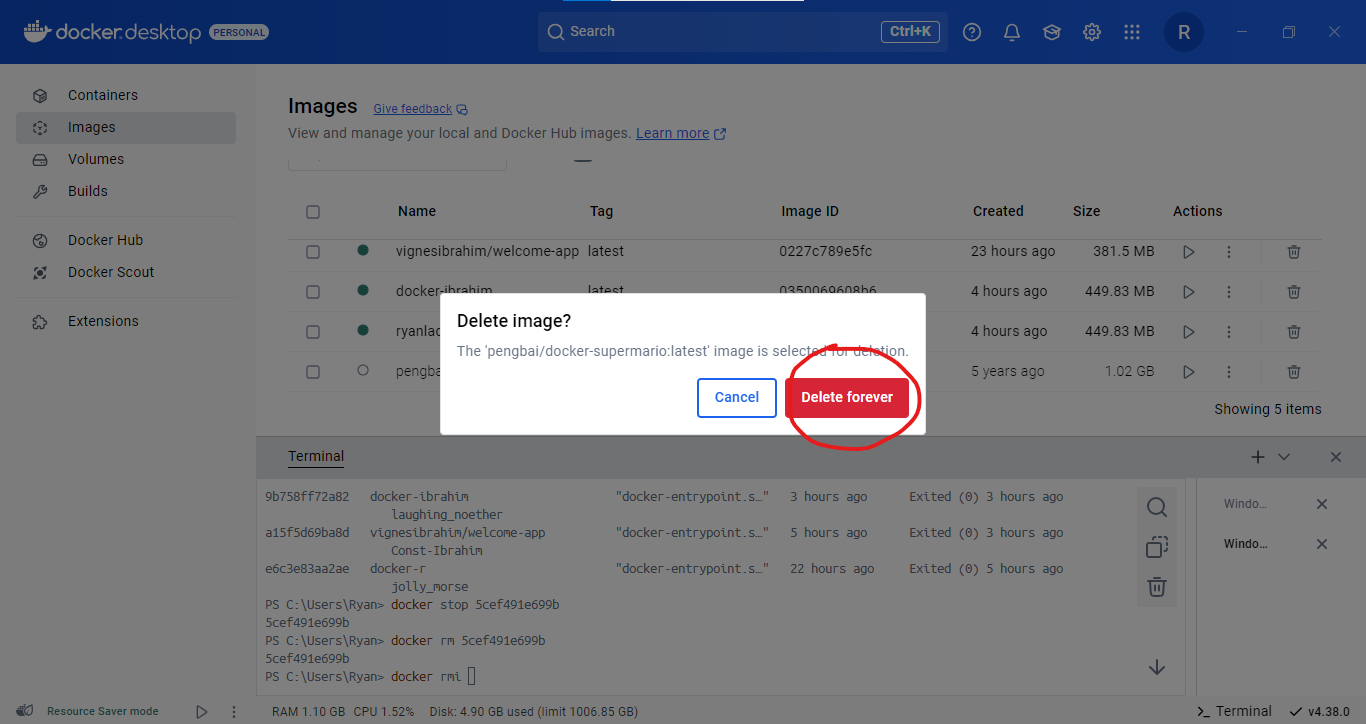 docker.desktop PERSONAL
Search Ctrl+K
R
Containers
Images
Volumes
Builds
Docker Hub
Docker Scout
Extensions
Images Give feedback
View and manage your local and Docker Hub images. Learn more
Name Tag Image ID Created Size Actions
vignesibrahim/welcome-app latest 0227c789e5fc 23 hours ago 381.5 MB
docker-ibrahim latest 0350069608b6 4 hours ago 449.83 MB
ryanlad 4 hours ago 449.83 MB
pengba 5 years ago 1.02 GB
Showing 5 items
Delete image?
The 'pengbai/docker-supermario:latest' image is selected for deletion.
Cancel Delete forever
Terminal
9b758ff72a82 docker-ibrahim "docker-entrypoint.s…" 3 hours ago Exited (0) 3 hours ago
laughing_noether
a15f5d69ba8d vignesibrahim/welcome-app "docker-entrypoint.s…" 5 hours ago Exited (0) 3 hours ago
Const-Ibrahim
e6c3e83aa2ae docker-r "docker-entrypoint.s…" 22 hours ago Exited (0) 5 hours ago
jolly_morse
PS C:\Users\Ryan> docker stop 5cef491e699b
5cef491e699b
PS C:\Users\Ryan> docker rm 5cef491e699b
5cef491e699b
PS C:\Users\Ryan> docker rmi
Windo...
Windo...
Resource Saver mode
RAM 1.10 GB CPU 1.52% Disk: 4.90 GB used (limit 1006.85 GB)
>_ Terminal v4.38.0